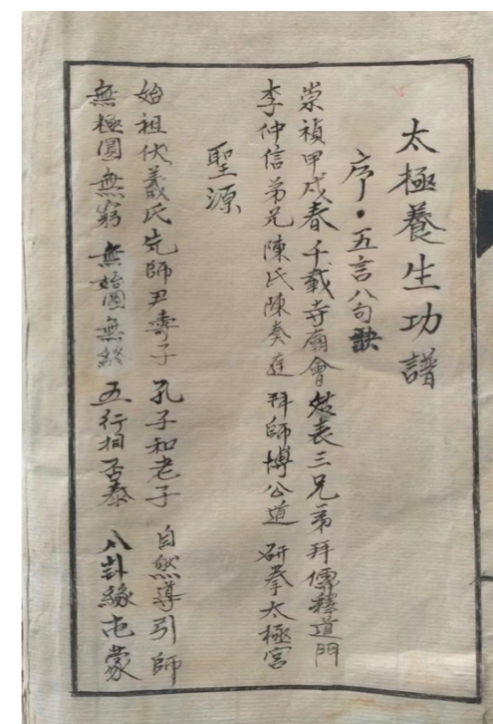 太極養生功譜
序·五言八句訣
崇禎甲戌春 千載寺廟會 姑表三兄弟 拜儒釋道門
李仲信弟兄 陳氏陳奏庭 拜師博公道 研拳太極宮
聖源
始祖伏羲氏 先師尹壽子 孔子和老子 自然導引師
無極圓無窮 無始圓無終 五行相否泰 八卦緣屯蒙